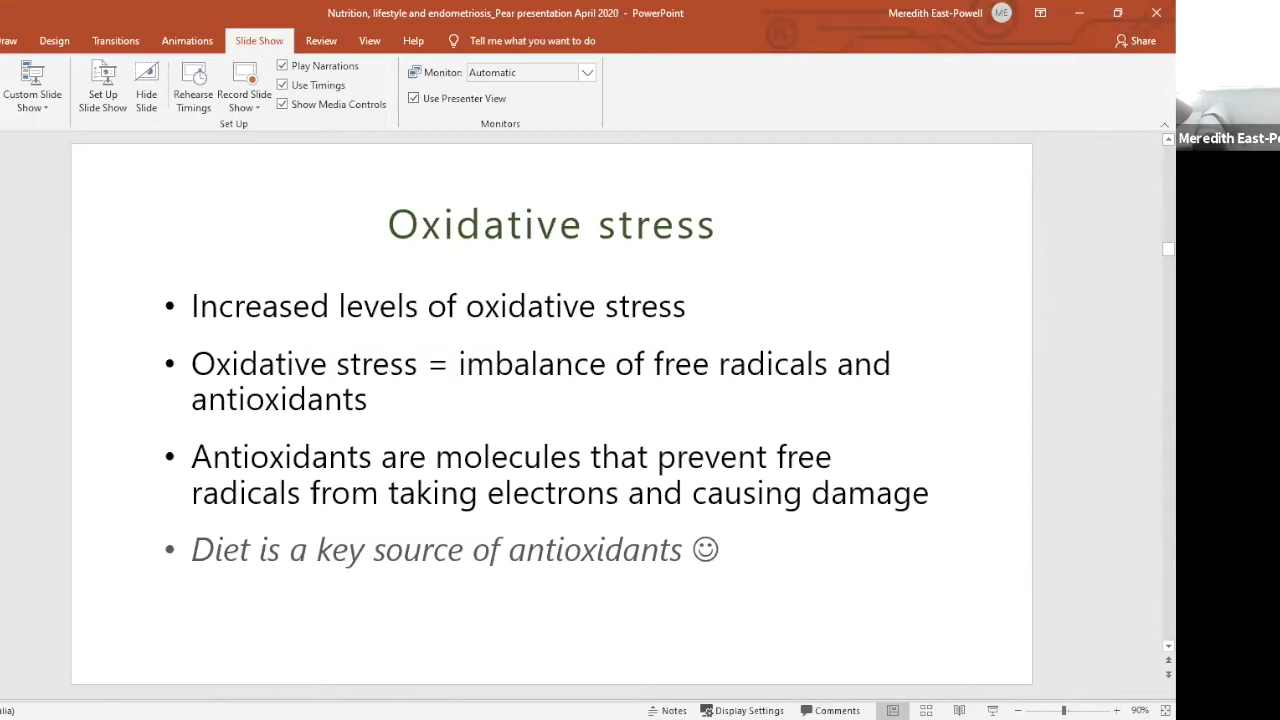 Nutrition, lifestyle and endometriosis_Pear presentation April 2020 - PowerPoint
Meredith East-Powell ME
raw Design Transitions Animations Slide Show Review View Help Tell me what you want to do Share
Custom Slide Show
Set Up Slide Show
Hide Slide
Rehearse Timings
Record Slide Show
Play Narrations
Use Timings
Show Media Controls
Set Up
Monitor: Automatic
Use Presenter View
Monitors
Meredith East-Po
Oxidative stress
• Increased levels of oxidative stress
• Oxidative stress = imbalance of free radicals and
antioxidants
• Antioxidants are molecules that prevent free
radicals from taking electrons and causing damage
• Diet is a key source of antioxidants ☺
alia) Notes Display Settings Comments 90%